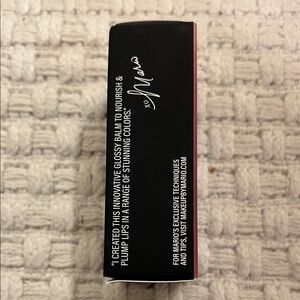 "I CREATED THIS INNOVATIVE GLOSSY BALM TO NOURISH &
PLUMP LIPS IN A RANGE OF STUNNING COLORS."
xo Mario
FOR MARIO'S EXCLUSIVE TECHNIQUES
AND TIPS, VISIT MAKEUPBYMARIO.COM